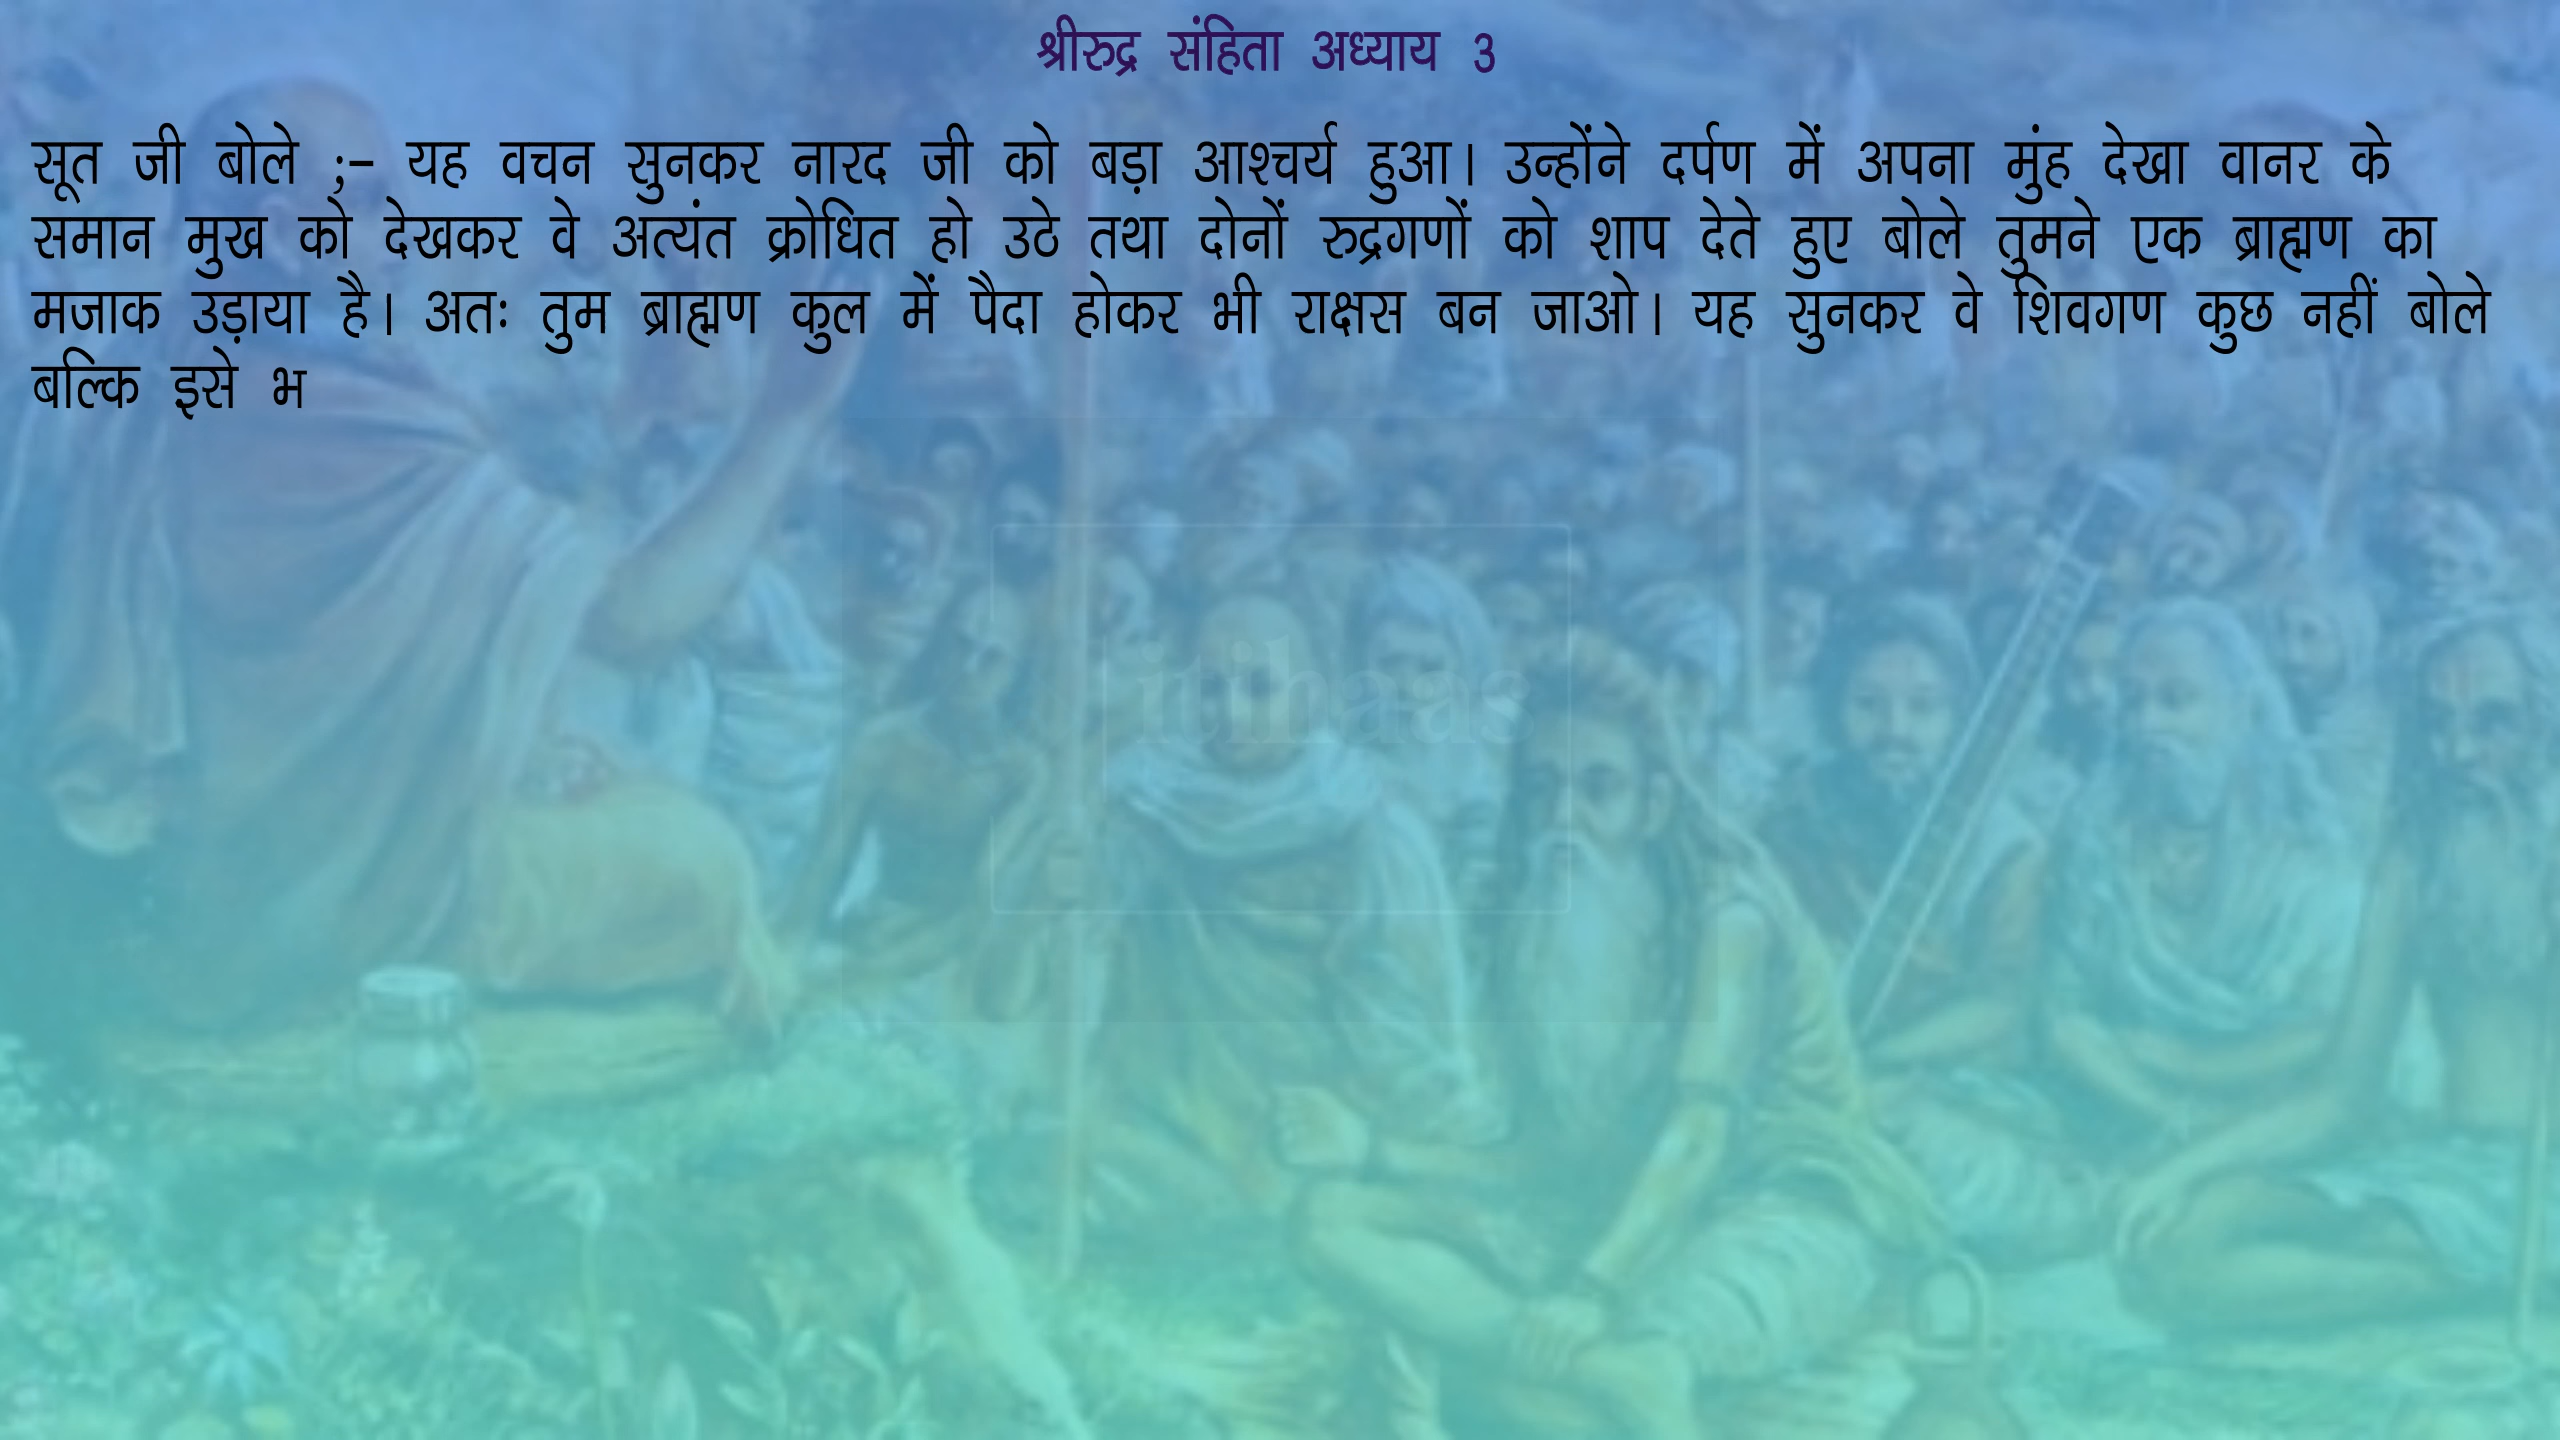 श्रीरुद्र संहिता अध्याय 3
सूत जी बोले ;– यह वचन सुनकर नारद जी को बड़ा आश्चर्य हुआ। उन्होंने दर्पण में अपना मुंह देखा वानर के
समान मुख को देखकर वे अत्यंत क्रोधित हो उठे तथा दोनों रुद्रगणों को शाप देते हुए बोले तुमने एक ब्राह्मण का
मजाक उड़ाया है। अतः तुम ब्राह्मण कुल में पैदा होकर भी राक्षस बन जाओ। यह सुनकर वे शिवगण कुछ नहीं बोले
बल्कि इसे भ
itihaas